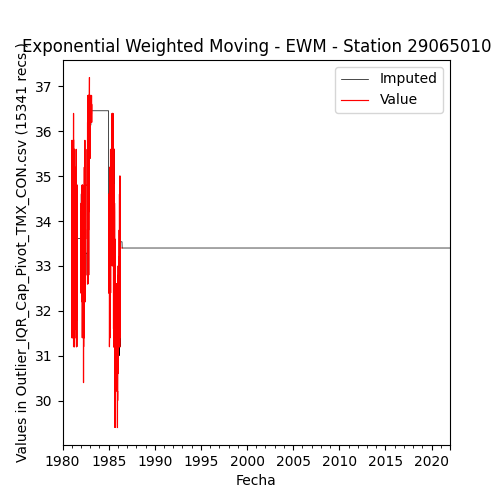 Exponential Weighted Moving - EWM - Station 29065010
Values in Outlier_IQR_Cap_Pivot_TMX_CON.csv (15341 recs.)
Imputed
Value
37
36
35
34
33
32
31
30
1980 1985 1990 1995 2000 2005 2010 2015 2020
Fecha